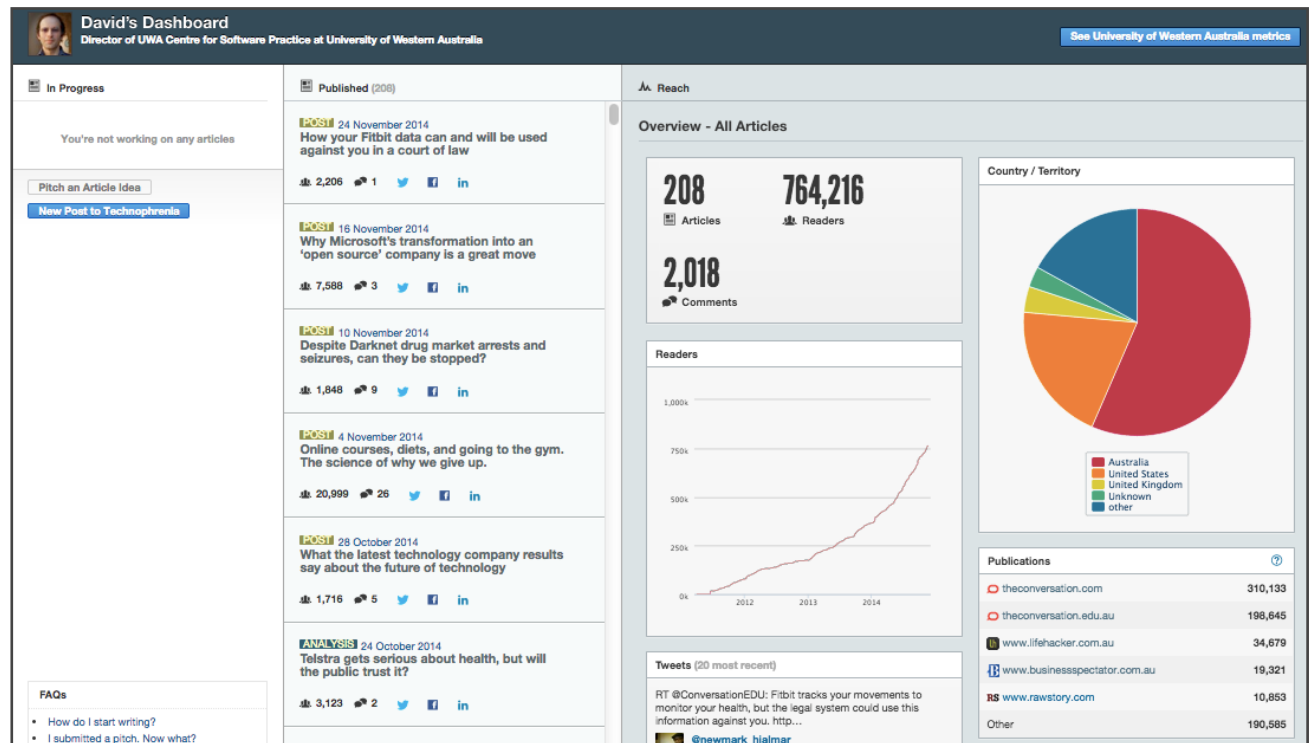 David's Dashboard
Director of UWA Centre for Software Practice at University of Western Australia
See University of Western Australia metrics
In Progress
You're not working on any articles
Pitch an Article Idea
New Post to Technophrenia
FAQs
How do I start writing?
I submitted a pitch. Now what?
Published (208)
POST 24 November 2014
How your Fitbit data can and will be used
against you in a court of law
2,206 1
POST 16 November 2014
Why Microsoft's transformation into an
'open source' company is a great move
7,588 3
POST 10 November 2014
Despite Darknet drug market arrests and
seizures, can they be stopped?
1,848 9
POST 4 November 2014
Online courses, diets, and going to the gym.
The science of why we give up.
20,999 26
POST 28 October 2014
What the latest technology company results
say about the future of technology
1,716 5
ANALYSIS 24 October 2014
Telstra gets serious about health, but will
the public trust it?
3,123 2
Reach
Overview - All Articles
208 764,216
Articles Readers
2,018
Comments
Readers
1,000k
750k
500k
250k
0k
2012 2013 2014
Tweets (20 most recent)
RT @ConversationEDU: Fitbit tracks your movements to
monitor your health, but the legal system could use this
information against you. http...
@newmark_hjalmar
Country / Territory
Australia
United States
United Kingdom
Unknown
other
Publications ?
theconversation.com 310,133
theconversation.edu.au 198,645
www.lifehacker.com.au 34,679
www.businessspectator.com.au 19,321
RS www.rawstory.com 10,853
Other 190,585